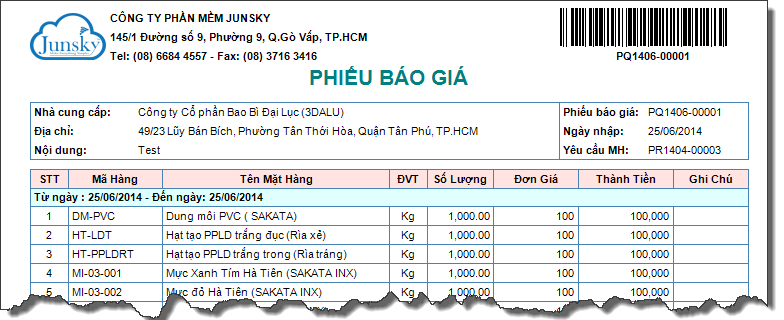 Junsky
CÔNG TY PHẦN MỀM JUNSKY
145/1 Đường số 9, Phường 9, Q.Gò Vấp, TP.HCM
Tel: (08) 6684 4557 - Fax: (08) 3716 3416
PQ1406-00001
PHIẾU BÁO GIÁ
Nhà cung cấp: Công ty Cổ phần Bao Bì Đại Lục (3DALU) Phiếu báo giá: PQ1406-00001
Địa chỉ: 49/23 Lũy Bán Bích, Phường Tân Thới Hòa, Quận Tân Phú, TP.HCM Ngày nhập: 25/06/2014
Nội dung: Test Yêu cầu MH: PR1404-00003
STT Mã Hàng Tên Mặt Hàng ĐVT Số Lượng Đơn Giá Thành Tiền Ghi Chú
Từ ngày : 25/06/2014 - Đến ngày: 25/06/2014
1 DM-PVC Dung môi PVC ( SAKATA) Kg 1,000.00 100 100,000
2 HT-LDT Hạt tạo PPLD trắng đục (Rìa xẻ) Kg 1,000.00 100 100,000
3 HT-PPLDRT Hạt tạo PPLD trắng trong (Rìa tráng) Kg 1,000.00 100 100,000
4 MI-03-001 Mực Xanh Tím Hà Tiên (SAKATA INX) Kg 1,000.00 100 100,000
5 MI-03-002 Mực đỏ Hà Tiên (SAKATA INX) Kg 1,000.00 100 100,000